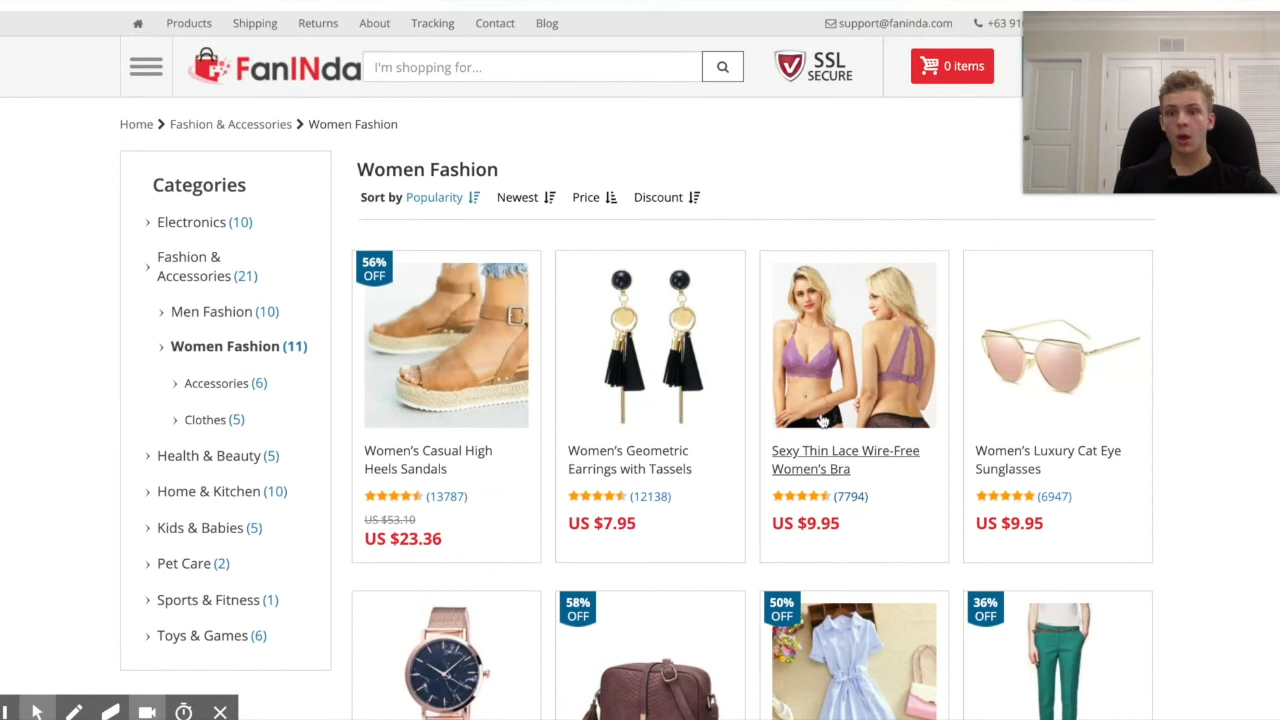 Products Shipping Returns About Tracking Contact Blog support@faninda.com +63 91
FanINda I'm shopping for... SSL SECURE 0 items
Home Fashion & Accessories Women Fashion
Categories
Electronics (10)
Fashion &
Accessories (21)
Men Fashion (10)
Women Fashion (11)
Accessories (6)
Clothes (5)
Health & Beauty (5)
Home & Kitchen (10)
Kids & Babies (5)
Pet Care (2)
Sports & Fitness (1)
Toys & Games (6)
Women Fashion
Sort by Popularity Newest Price Discount
56%
OFF
Women's Casual High
Heels Sandals
(13787)
US $53.10
US $23.36
Women's Geometric
Earrings with Tassels
(12138)
US $7.95
Sexy Thin Lace Wire-Free
Women's Bra
(7794)
US $9.95
Women's Luxury Cat Eye
Sunglasses
(6947)
US $9.95
58%
OFF
50%
OFF
36%
OFF